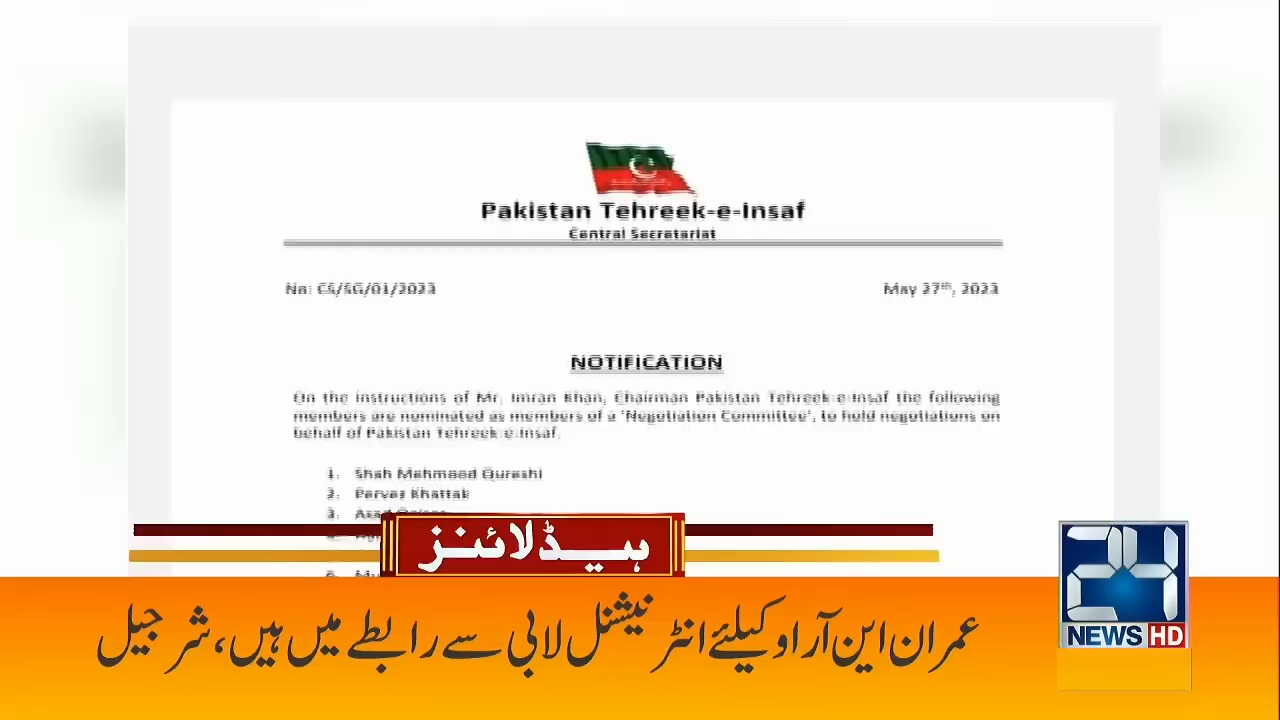 Pakistan Tehreek-e-Insaf
Central Secretariat
No: CS/SG/01/2023
May 27th, 2023
NOTIFICATION
On the instructions of Mr. Imran Khan, Chairman Pakistan Tehreek-e-Insaf the following
members are nominated as members of a 'Negotiation Committee', to hold negotiations on
behalf of Pakistan Tehreek-e-Insaf.
1. Shah Mehmood Qureshi
2. Pervez Khattak
3.
ہیڈلائنز
عمران این آر او کیلئے انٹرنیشنل لابی سے رابطے میں ہیں، شرجیل
24
NEWS HD